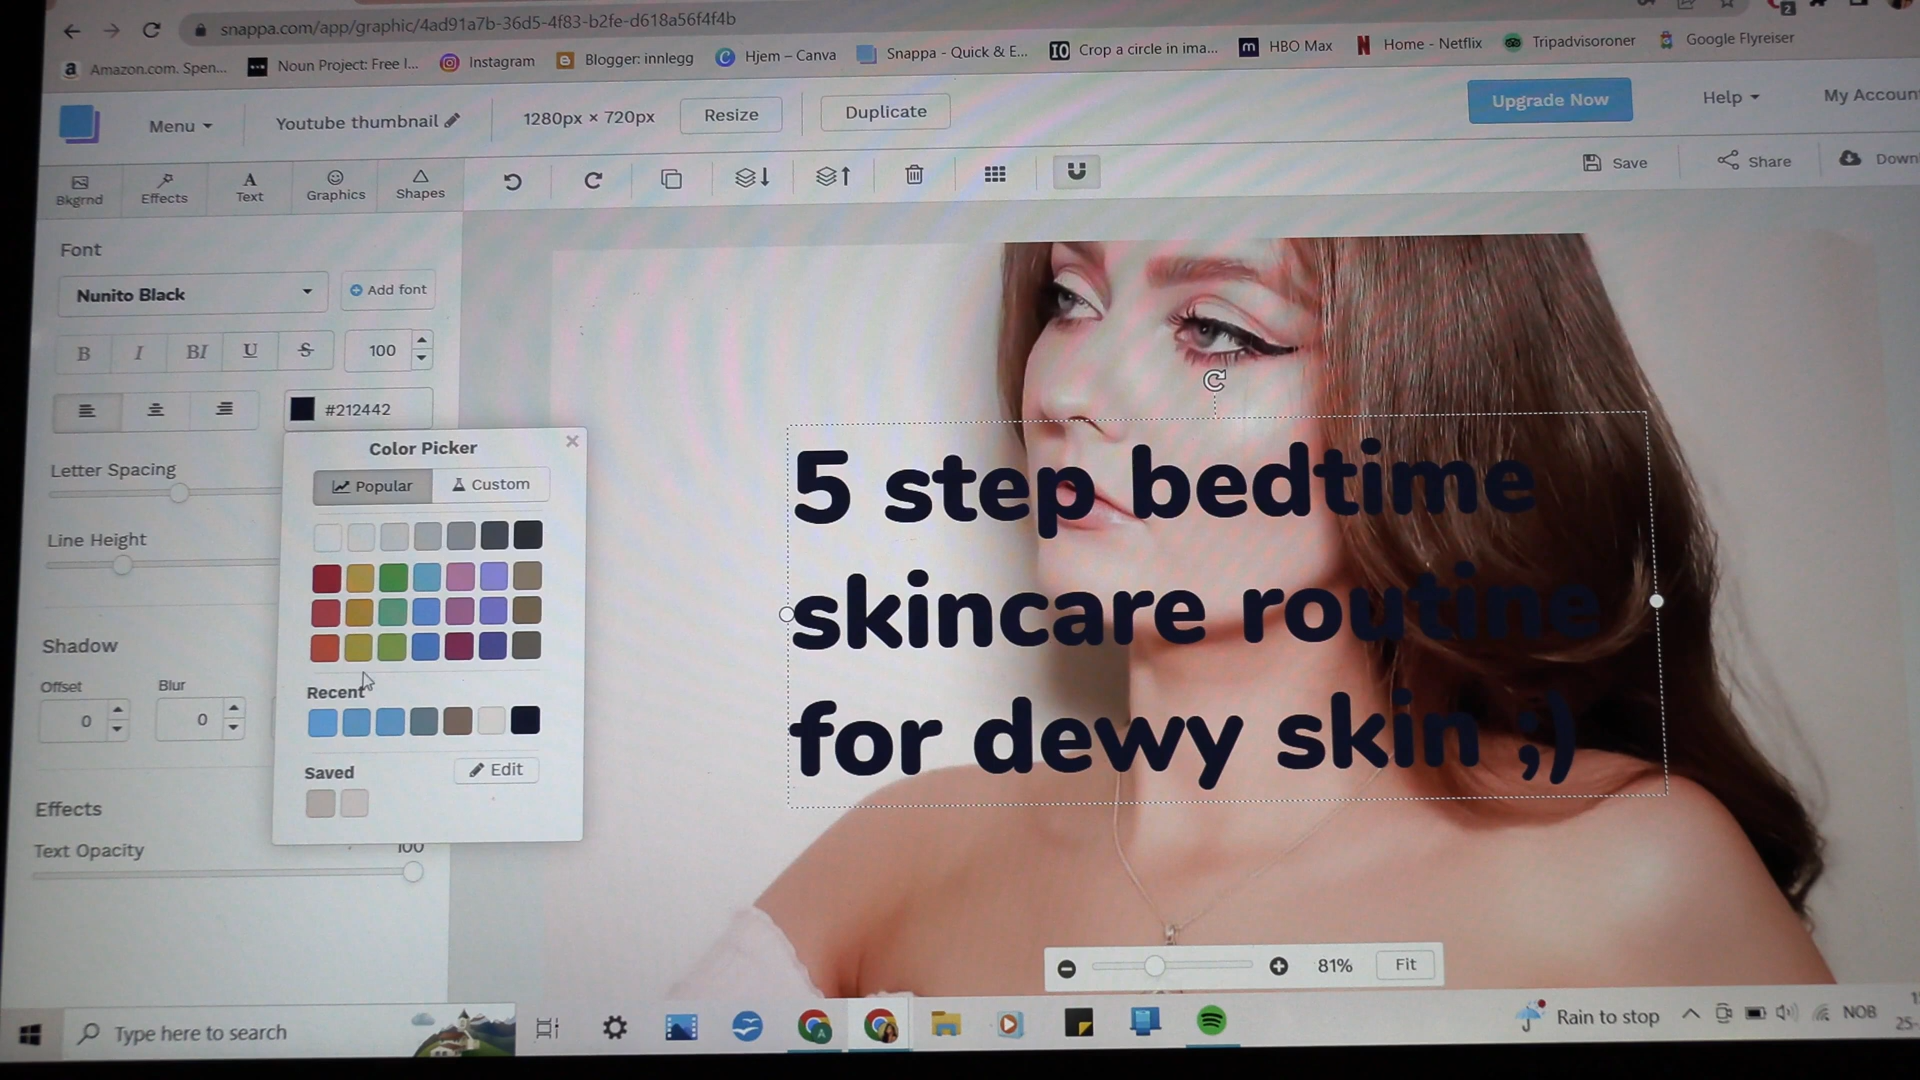 snappa.com/app/graphic/4ad91a7b-36d5-4f83-b2fe-d618a56f4f4b
2
Amazon.com. Spen... Noun Project: Free I... Instagram Blogger: innlegg Hjem – Canva Snappa - Quick & E... Crop a circle in ima... HBO Max Home - Netflix Tripadvisoroner Google Flyreiser
Menu Youtube thumbnail 1280px × 720px Resize Duplicate Upgrade Now Help My Accoun
Bkgrnd Effects Text Graphics Shapes Save Share Down
Font
Nunito Black Add font
B I BI U S 100
#212442
Color Picker
Popular Custom
Letter Spacing
Line Height
Shadow
Offset Blur
0 0
Recent
Saved Edit
Effects
Text Opacity 100
5 step bedtime
skincare routine
for dewy skin ;)
81% Fit
Type here to search Rain to stop NOB
25-